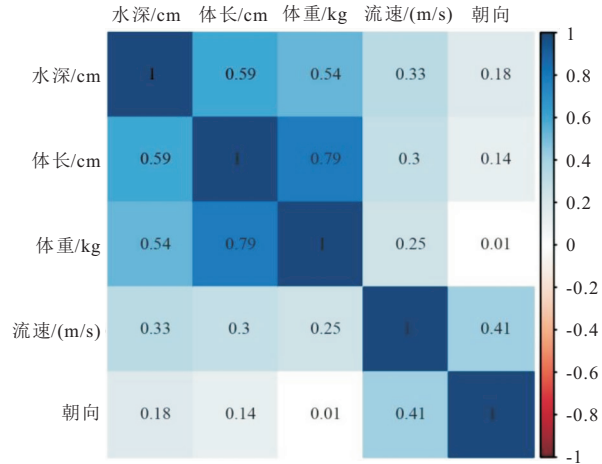 水深/cm 体长/cm 体重/kg 流速/(m/s) 朝向
水深/cm 1 0.59 0.54 0.33 0.18
体长/cm 0.59 1 0.79 0.3 0.14
体重/kg 0.54 0.79 1 0.25 0.01
流速/(m/s) 0.33 0.3 0.25 1 0.41
朝向 0.18 0.14 0.01 0.41 1
1
0.8
0.6
0.4
0.2
0
-0.2
-0.4
-0.6
-0.8
-1